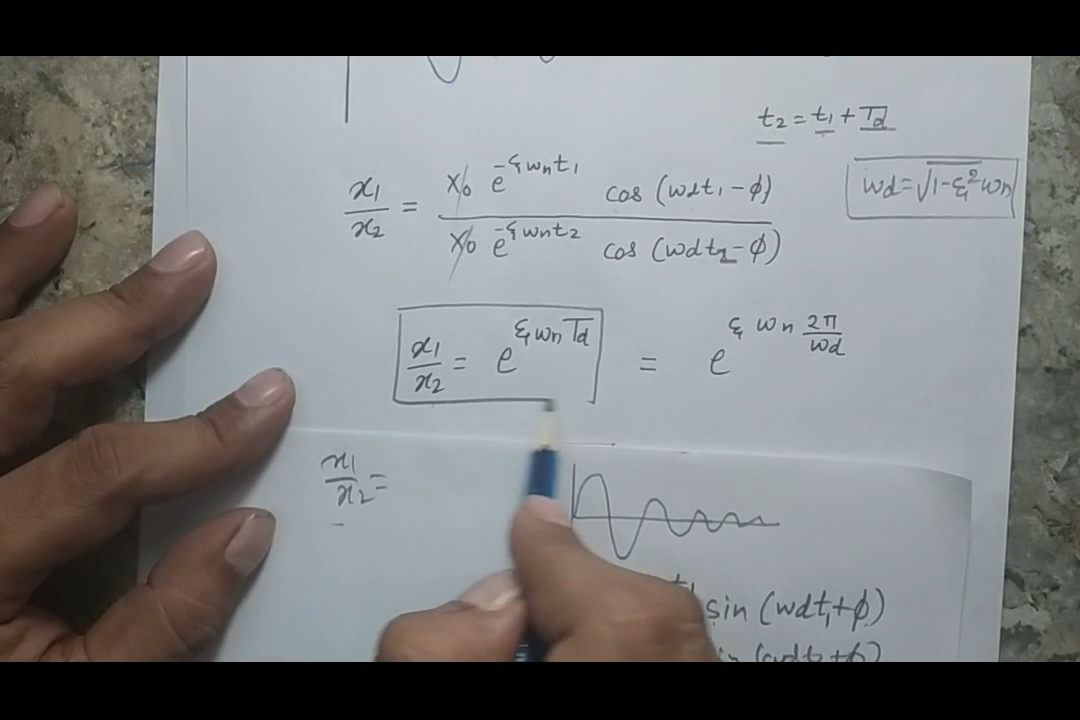 t₂ = t₁ + Td
x₁/x₂ = X₀ e^(-ξωnt₁) cos (ωdt₁ - ϕ) / X₀ e^(-ξωnt₂) cos (ωdt₂ - ϕ)
ωd = √(1-ξ²) ωn
x₁/x₂ = e^(ξωnTd) = e^(ξ ωn 2π/ωd)
x₁/x₂ =
sin (ωdt₁+ϕ)